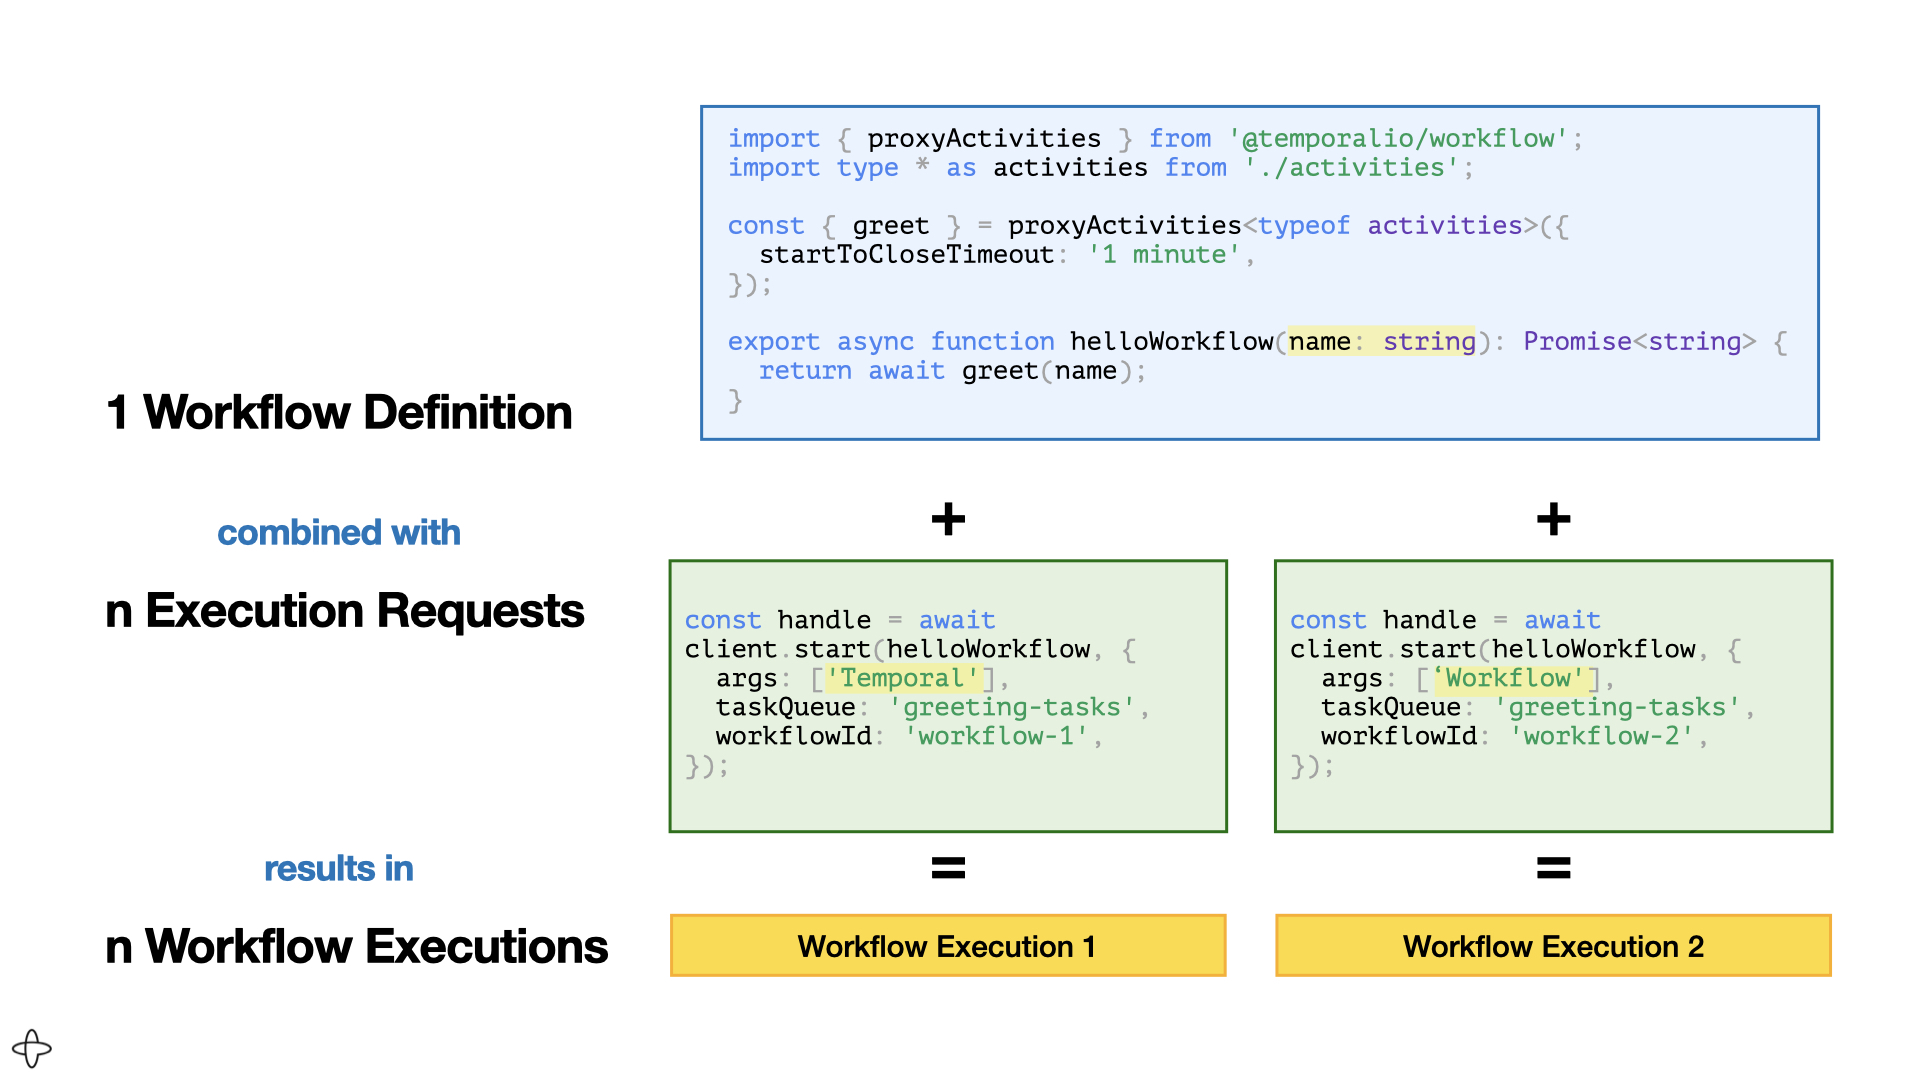 import { proxyActivities } from '@temporalio/workflow';
import type * as activities from './activities';
const { greet } = proxyActivities<typeof activities>({
  startToCloseTimeout: '1 minute',
});
export async function helloWorkflow(name: string): Promise<string> {
  return await greet(name);
}
1 Workflow Definition
combined with
+
+
n Execution Requests
const handle = await
client.start(helloWorkflow, {
  args: ['Temporal'],
  taskQueue: 'greeting-tasks',
  workflowId: 'workflow-1',
});
const handle = await
client.start(helloWorkflow, {
  args: [‘Workflow'],
  taskQueue: 'greeting-tasks',
  workflowId: 'workflow-2',
});
results in
=
=
n Workflow Executions
Workflow Execution 1
Workflow Execution 2